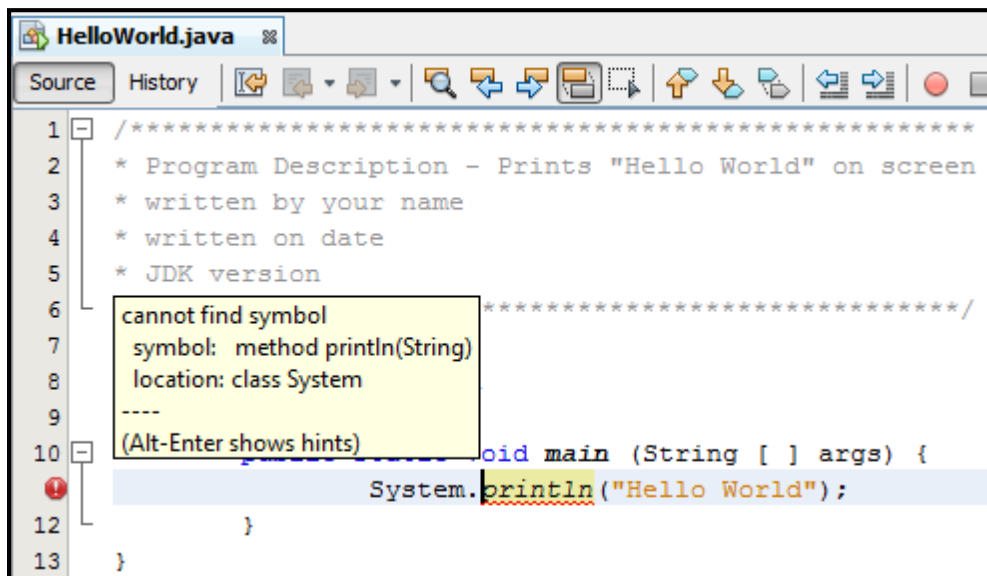 HelloWorld.java
Source History
1 /*****************************************************
2 * Program Description - Prints "Hello World" on screen
3 * written by your name
4 * written on date
5 * JDK version
6 ******************************/
cannot find symbol
symbol: method println(String)
location: class System
----
(Alt-Enter shows hints)
7
8
9
10 void main (String [ ] args) {
System.println("Hello World");
12 }
13 }